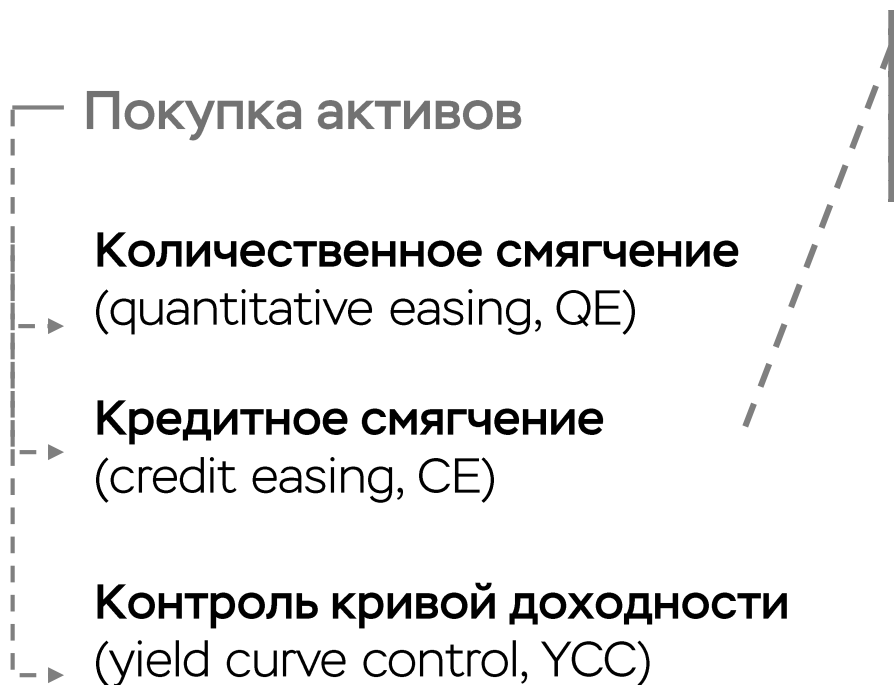 Покупка активов
Количественное смягчение
(quantitative easing, QE)
Кредитное смягчение
(credit easing, CE)
Контроль кривой доходности
(yield curve control, YCC)